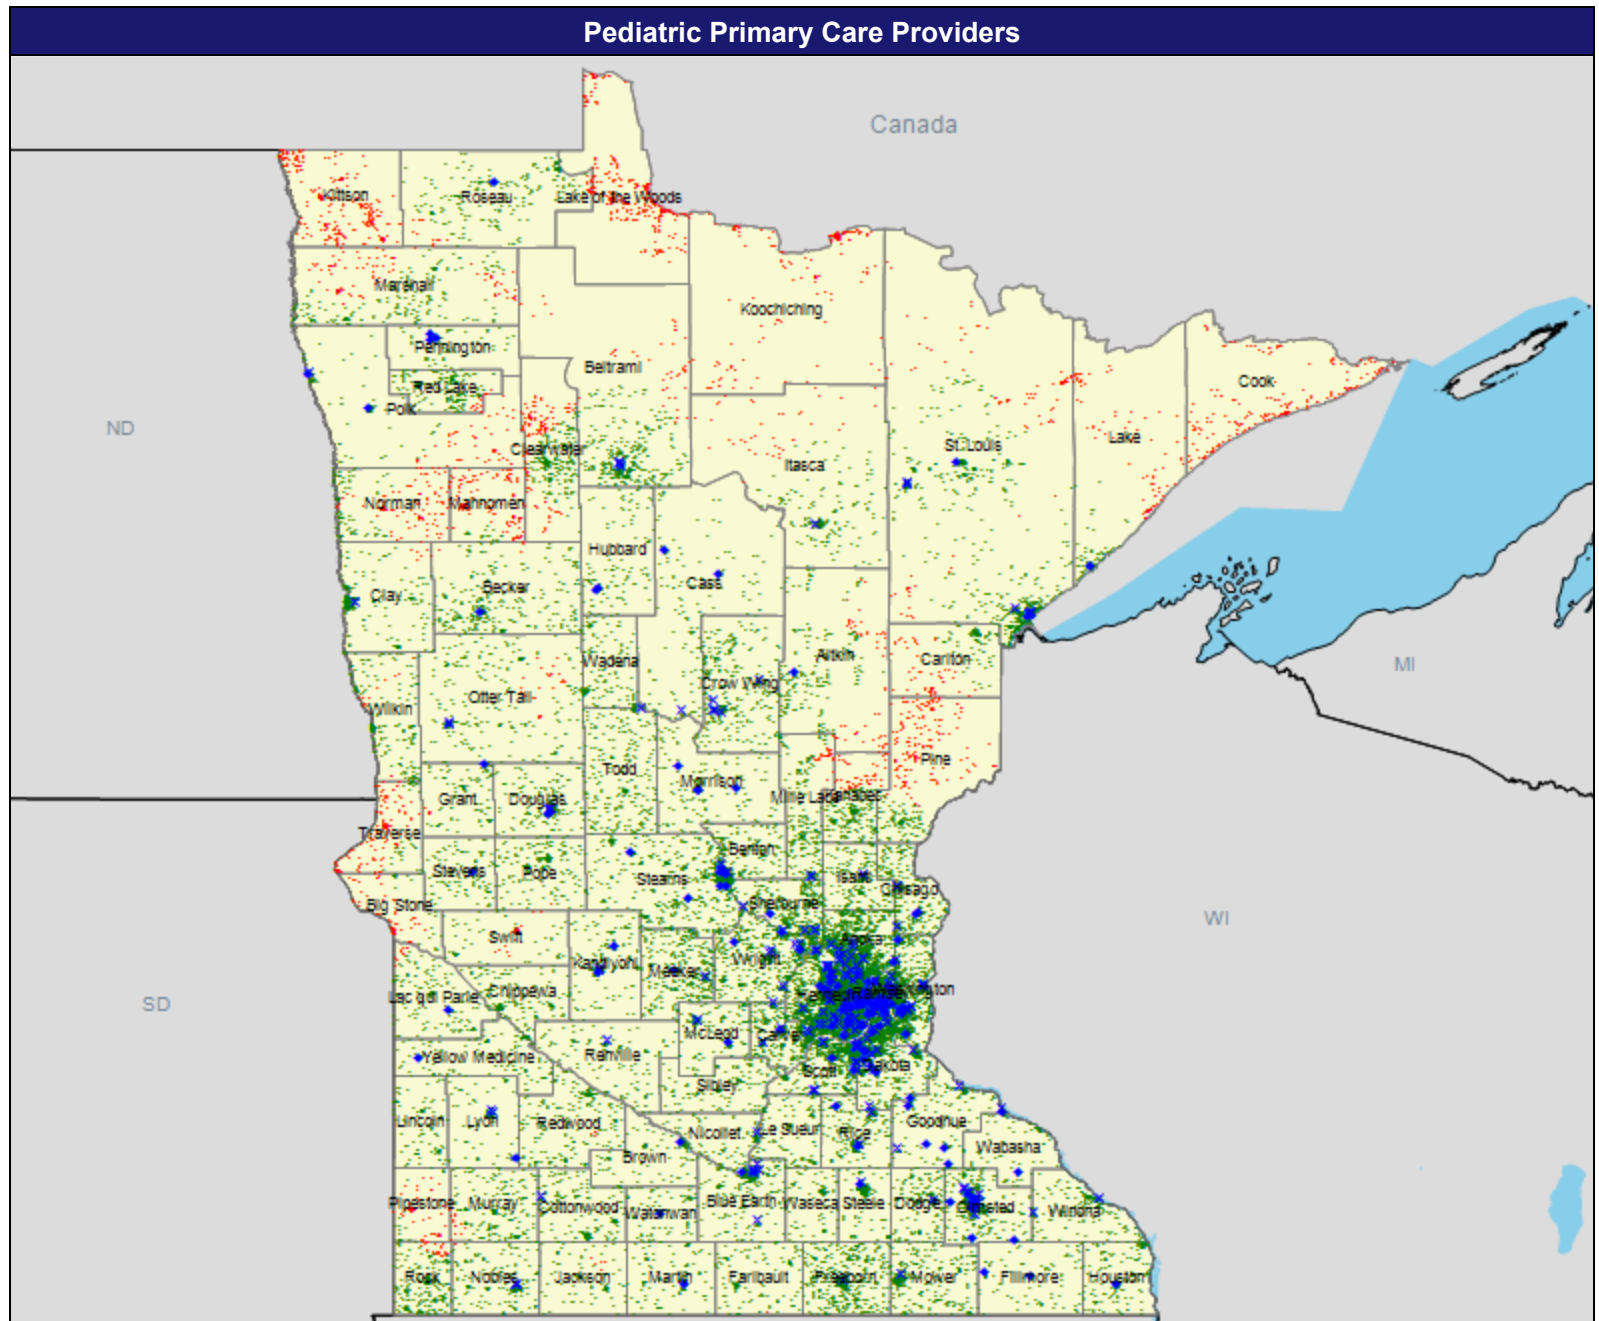 Pediatric Primary Care Providers
Canada
Kittson
Roseau
Lake of the Woods
Marshall
Koochiching
Pennington
Beltrami
Red Lake
Cook
Polk
ND
Lake
Clearwater
St. Louis
Itasca
Norman
Mahnomen
Hubbard
Cass
Becker
Clay
Wadena
Aitkin
Carlton
MI
Crow Wing
Otter Tail
Wilkin
Pine
Todd
Morrison
Grant
Douglas
Mille Lacs
Kanabec
Traverse
Benton
Stevens
Pope
Stearns
Isanti
Chisago
Big Stone
Sherburne
WI
Swift
Anoka
Kandiyohi
Meeker
Wright
Lac qui Parle
Chippewa
Hennepin
Ramsey
Washington
SD
McLeod
Carver
Yellow Medicine
Renville
Scott
Dakota
Sibley
Lincoln
Lyon
Redwood
Nicollet
Le Sueur
Rice
Goodhue
Wabasha
Brown
Pipestone
Murray
Cottonwood
Watonwan
Blue Earth
Waseca
Steele
Dodge
Olmsted
Winona
Rock
Nobles
Jackson
Martin
Faribault
Freeborn
Mower
Fillmore
Houston